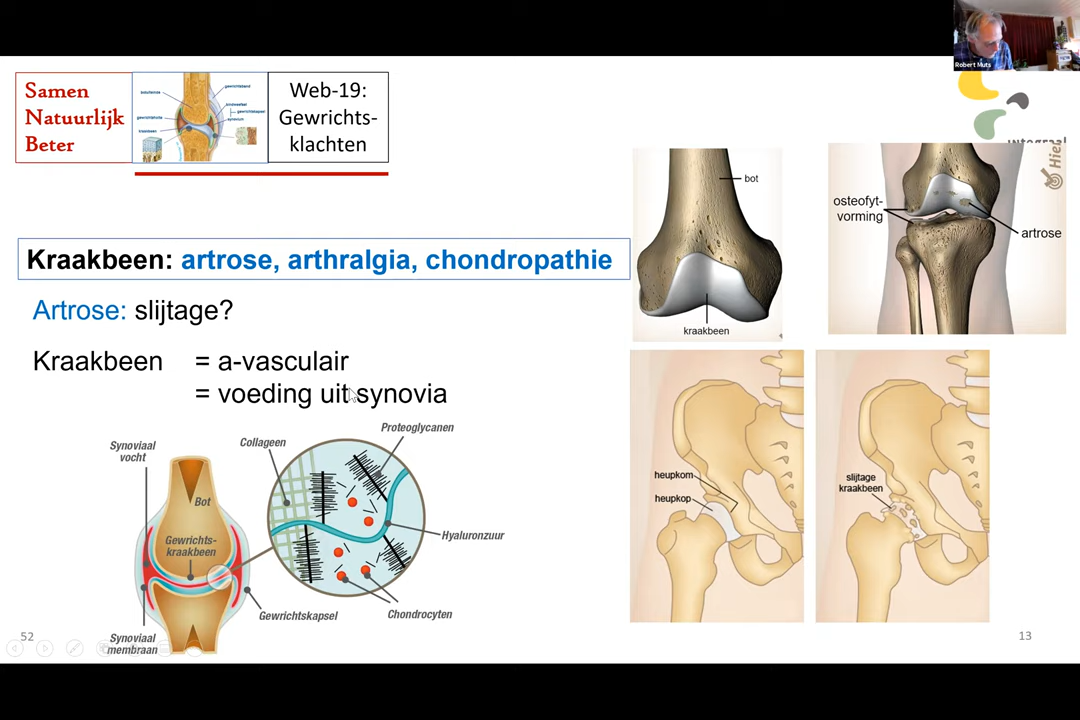 Robert Muts
Samen
Natuurlijk
Beter
Web-19:
Gewrichts-
klachten
Hier
bot
kraakbeen
osteofyt-
vorming
artrose
Kraakbeen: artrose, arthralgia, chondropathie
Artrose: slijtage?
Kraakbeen = a-vasculair
= voeding uit synovia
Synoviaal
vocht
Collageen
Proteoglycanen
Bot
Gewrichts-
kraakbeen
Hyaluronzuur
Gewrichtskapsel
Chondrocyten
Synoviaal
membraan
heupkom
heupkop
slijtage
kraakbeen
52
13